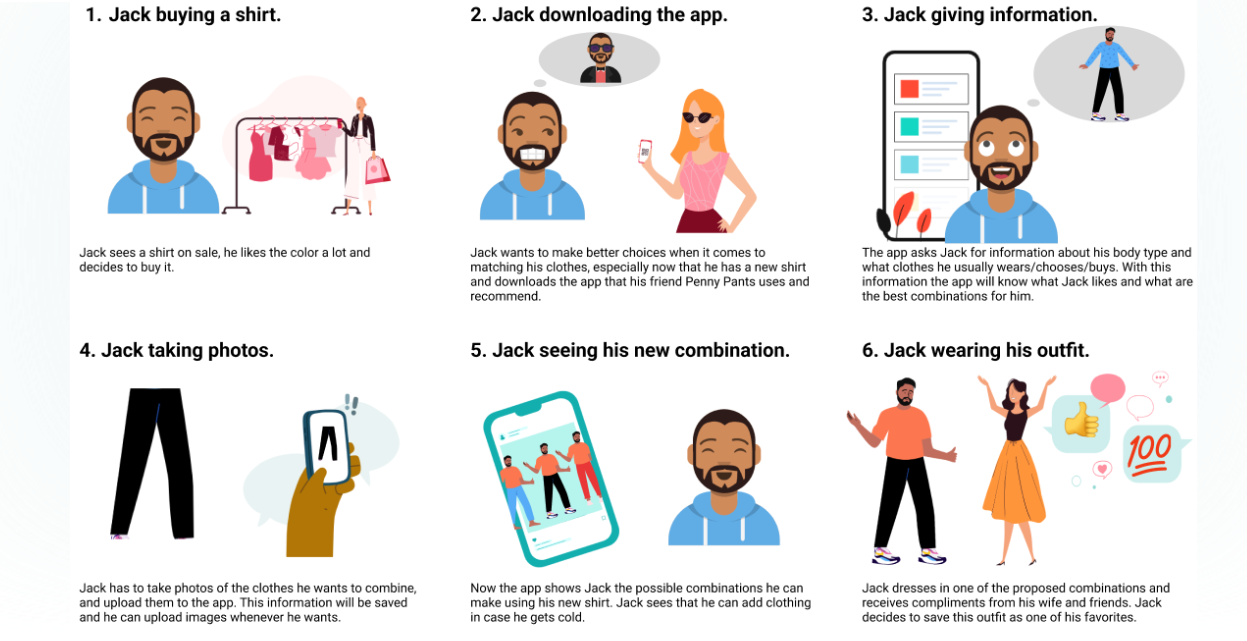 1. Jack buying a shirt.
Jack sees a shirt on sale, he likes the color a lot and
decides to buy it.
2. Jack downloading the app.
Jack wants to make better choices when it comes to
matching his clothes, especially now that he has a new shirt
and downloads the app that his friend Penny Pants uses and
recommend.
3. Jack giving information.
The app asks Jack for information about his body type and
what clothes he usually wears/chooses/buys. With this
information the app will know what Jack likes and what are
the best combinations for him.
4. Jack taking photos.
!!
Jack has to take photos of the clothes he wants to combine,
and upload them to the app. This information will be saved
and he can upload images whenever he wants.
5. Jack seeing his new combination.
Now the app shows Jack the possible combinations he can
make using his new shirt. Jack sees that he can add clothing
in case he gets cold.
6. Jack wearing his outfit.
100
Jack dresses in one of the proposed combinations and
receives compliments from his wife and friends. Jack
decides to save this outfit as one of his favorites.